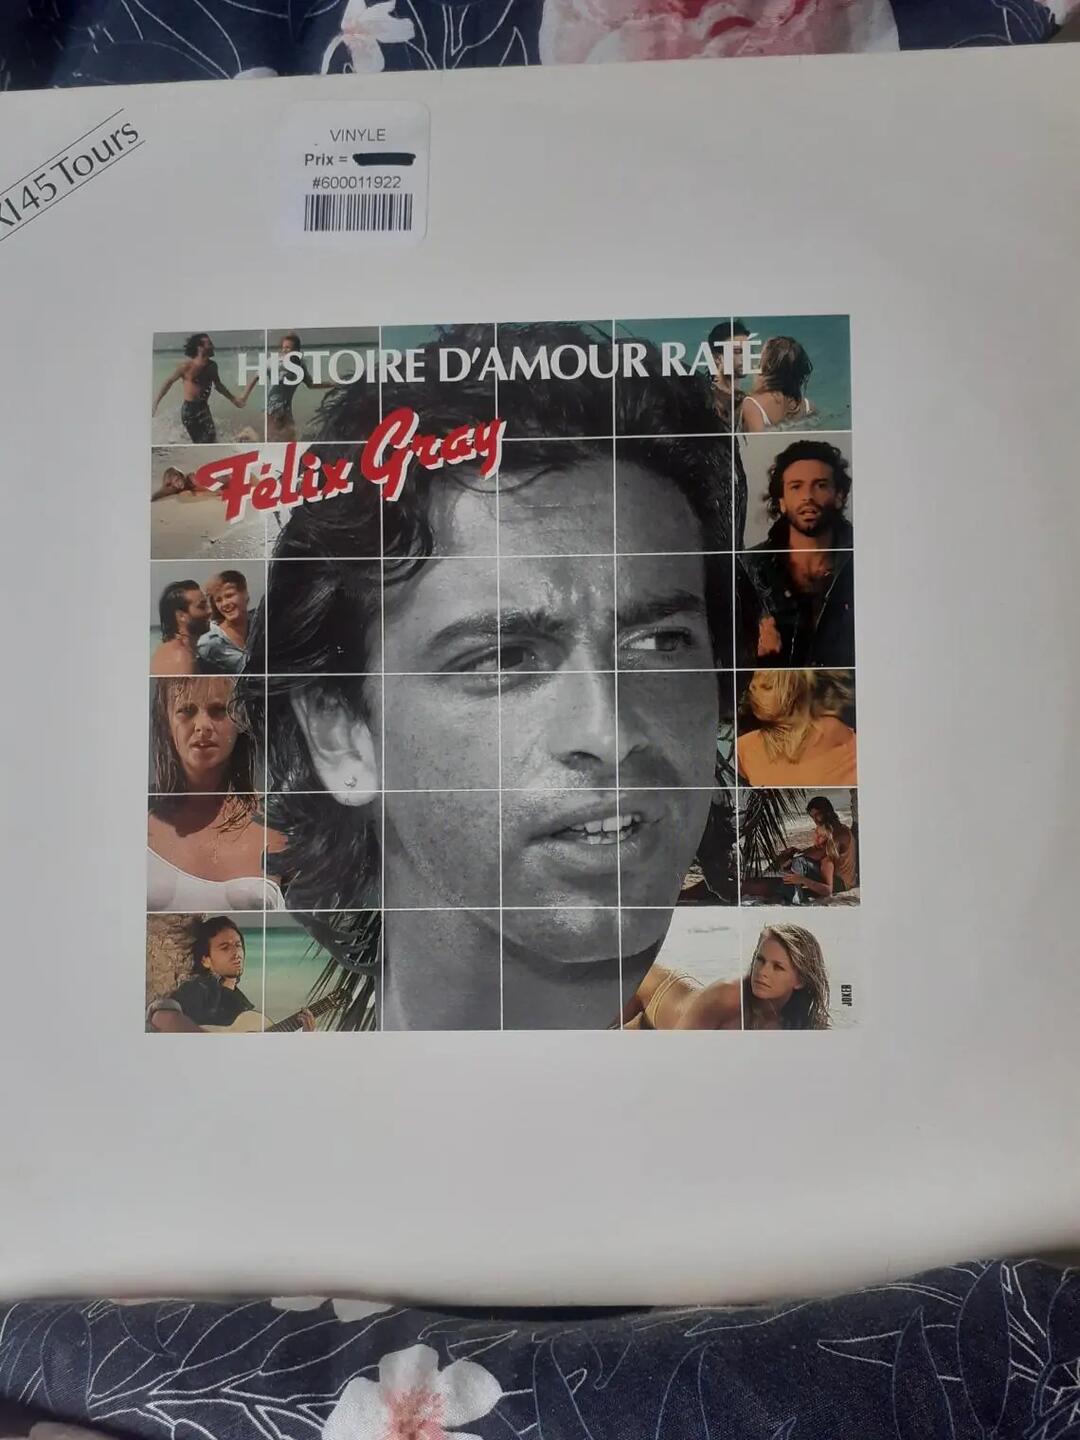 XI 45 Tours
VINYLE
Prix =
#600011922
HISTOIRE D'AMOUR RATÉ
Félix Gray
JOKER